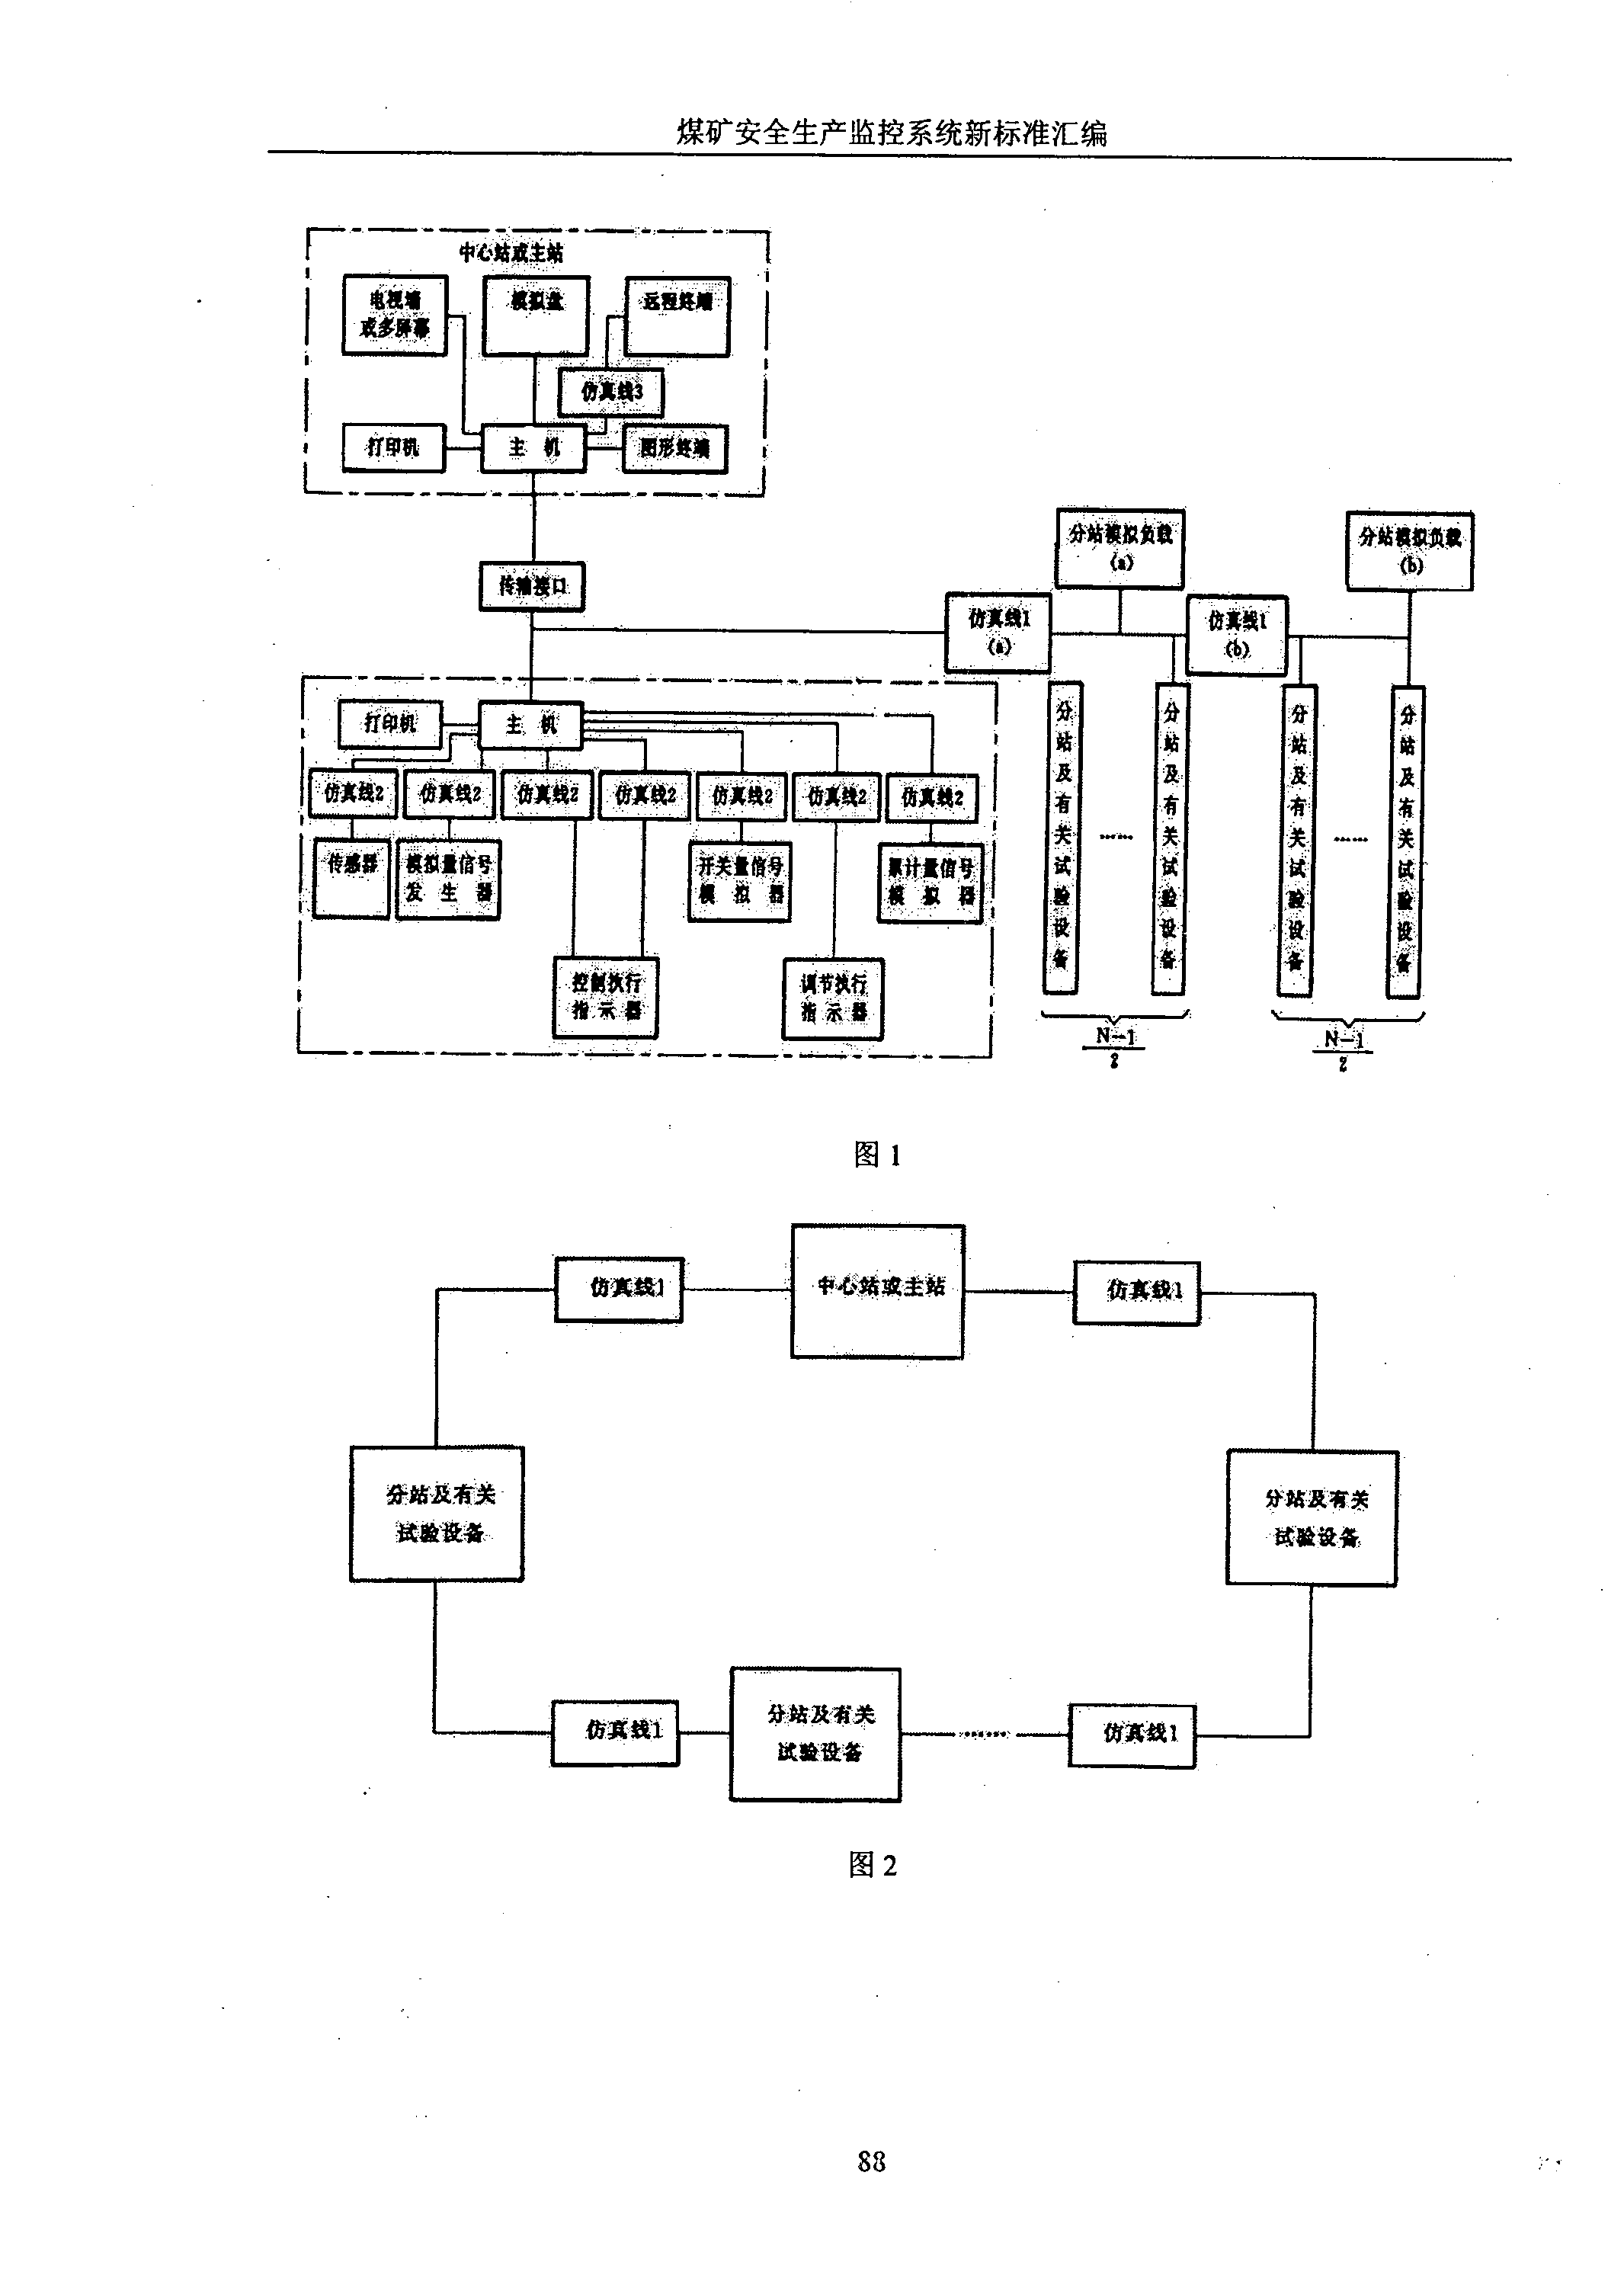 煤矿安全生产监控系统新标准汇编
中心站或主站
电视墙
或多屏幕
模拟盘
远程终端
仿真线3
打印机
主 机
图形终端
传输接口
分站模拟负载
(a)
分站模拟负载
(b)
仿真线1
(a)
仿真线1
(b)
打印机
主 机
仿真线2
仿真线2
仿真线2
仿真线2
仿真线2
仿真线2
仿真线2
传感器
模拟量信号
发 生 器
开关量信号
模 拟 器
累计量信号
模 拟 器
控制执行
指 示 器
调节执行
指 示 器
分站及有关试验设备
……
分站及有关试验设备
分站及有关试验设备
……
分站及有关试验设备
N-1
2
N-1
2
图 1
仿真线1
中心站或主站
仿真线1
分站及有关
试验设备
分站及有关
试验设备
仿真线1
分站及有关
试验设备
……
仿真线1
图 2
88